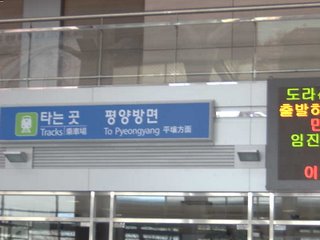 타는 곳 평양방면
Tracks 乘車場 To Pyeongyang 平壤方面
도라
출발하
임진
이